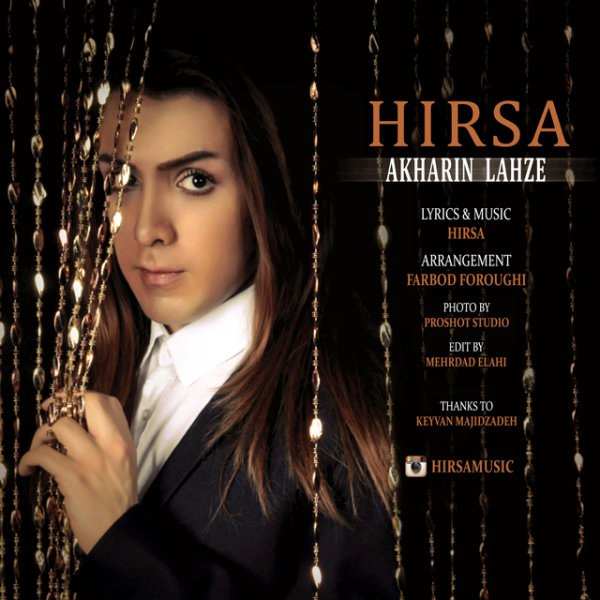 HIRSA
AKHARIN LAHZE
LYRICS & MUSIC
HIRSA
ARRANGEMENT
FARBOD FOROUGHI
PHOTO BY
PROSHOT STUDIO
EDIT BY
MEHRDAD ELAHI
THANKS TO
KEYVAN MAJIDZADEH
HIRSAMUSIC